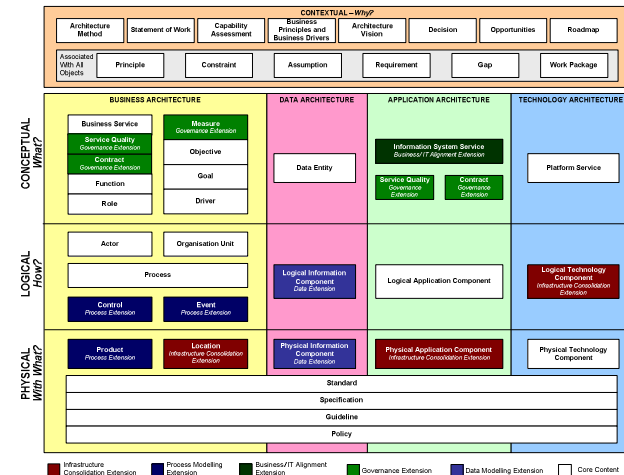 CONTEXTUAL – Why?
Architecture
Method
Statement of Work
Capability
Assessment
Business
Principles and
Business Drivers
Architecture
Vision
Decision
Opportunities
Roadmap
Associated
With All
Objects
Principle
Constraint
Assumption
Requirement
Gap
Work Package
BUSINESS ARCHITECTURE
DATA ARCHITECTURE
APPLICATION ARCHITECTURE
TECHNOLOGY ARCHITECTURE
CONCEPTUAL
What?
Business Service
Service Quality
Governance Extension
Contract
Governance Extension
Function
Role
Measure
Governance Extension
Objective
Goal
Driver
Data Entity
Information System Service
Business/IT Alignment Extension
Service Quality
Governance
Extension
Contract
Governance
Extension
Platform Service
LOGICAL
How?
Actor
Organisation Unit
Process
Control
Process Extension
Event
Process Extension
Logical Information
Component
Data Extension
Logical Application Component
Logical Technology
Component
Infrastructure Consolidation
Extension
PHYSICAL
With What?
Product
Process Extension
Location
Infrastructure Consolidation
Extension
Physical Information
Component
Data Extension
Physical Application Component
Infrastructure Consolidation Extension
Physical Technology
Component
Standard
Specification
Guideline
Policy
Infrastructure
Consolidation Extension
Process Modelling
Extension
Business/IT Alignment
Extension
Governance Extension
Data Modelling Extension
Core Content